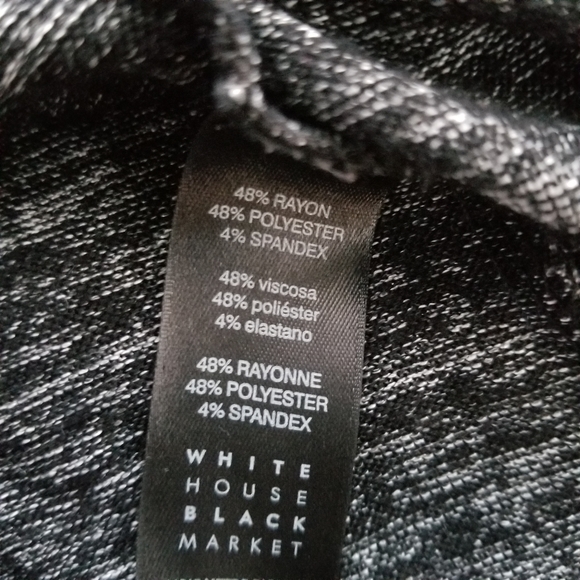 48% RAYON
48% POLYESTER
4% SPANDEX
48% viscosa
48% poliéster
4% elastano
48% RAYONNE
48% POLYESTER
4% SPANDEX
WHITE
HOUSE
BLACK
MARKET